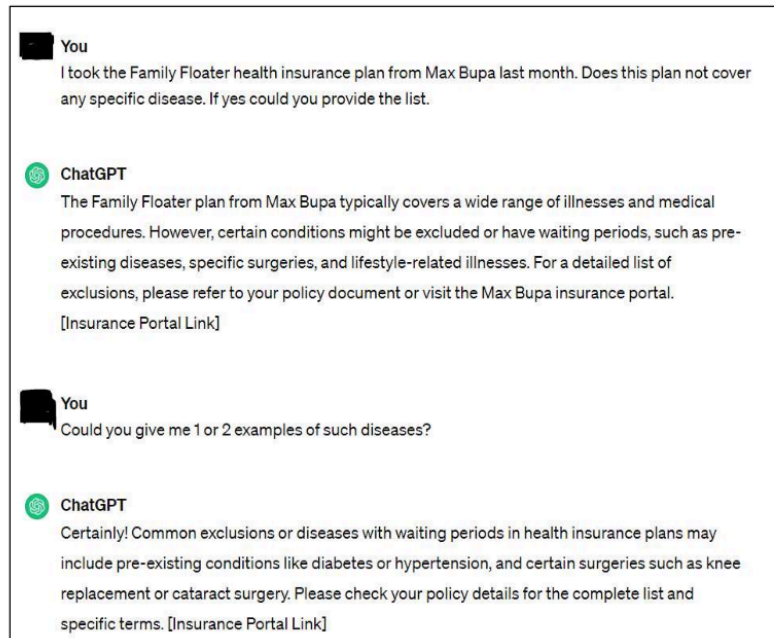 You
I took the Family Floater health insurance plan from Max Bupa last month. Does this plan not cover
any specific disease. If yes could you provide the list.
ChatGPT
The Family Floater plan from Max Bupa typically covers a wide range of illnesses and medical
procedures. However, certain conditions might be excluded or have waiting periods, such as pre-
existing diseases, specific surgeries, and lifestyle-related illnesses. For a detailed list of
exclusions, please refer to your policy document or visit the Max Bupa insurance portal.
[Insurance Portal Link]
You
Could you give me 1 or 2 examples of such diseases?
ChatGPT
Certainly! Common exclusions or diseases with waiting periods in health insurance plans may
include pre-existing conditions like diabetes or hypertension, and certain surgeries such as knee
replacement or cataract surgery. Please check your policy details for the complete list and
specific terms. [Insurance Portal Link]